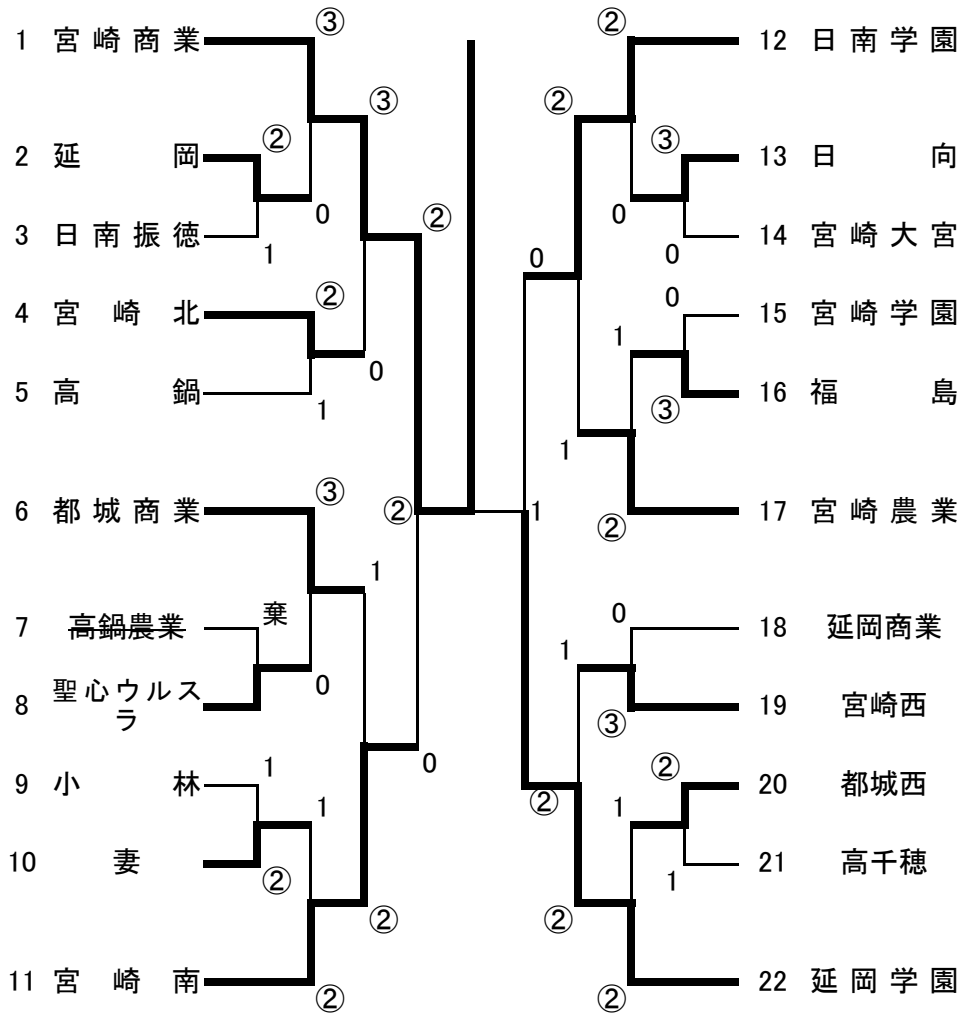 1 宮崎商業
2 延岡
3 日南振徳
4 宮崎北
5 高鍋
6 都城商業
7 高鍋農業
8 聖心ウルス
ラ
9 小林
10 妻
11 宮崎南
③
③
②
0
1
②
②
0
1
③
②
1
棄
0
0
1
1
②
②
②
②
12 日南学園
13 日向
14 宮崎大宮
15 宮崎学園
16 福島
17 宮崎農業
18 延岡商業
19 宮崎西
20 都城西
21 高千穂
22 延岡学園
②
②
③
0
0
0
0
1
③
1
②
1
0
1
③
②
②
1
1
②
②